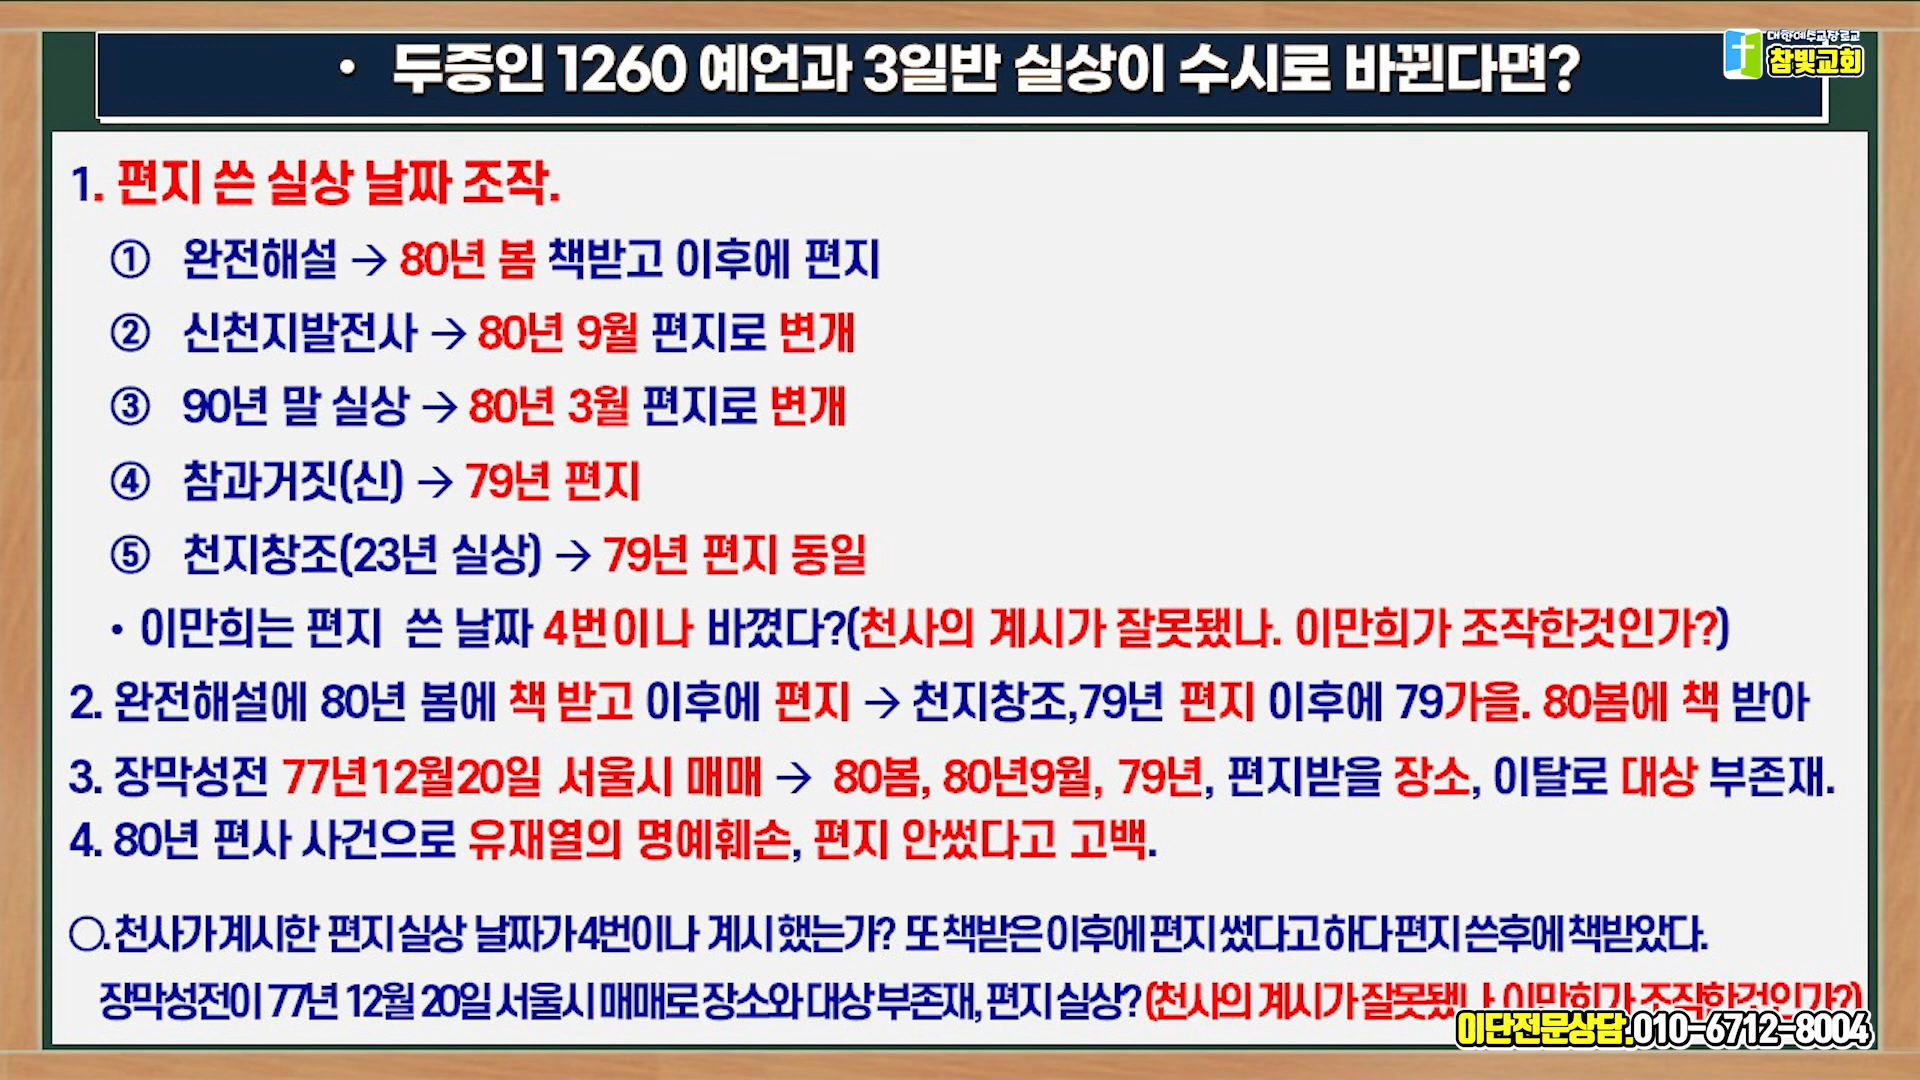 • 두증인 1260 예언과 3일반 실상이 수시로 바뀐다면?
대한예수교장로교
참빛교회
1. 편지 쓴 실상 날짜 조작.
① 완전해설 → 80년 봄 책받고 이후에 편지
② 신천지발전사 → 80년 9월 편지로 변개
③ 90년 말 실상 → 80년 3월 편지로 변개
④ 참과거짓(신) → 79년 편지
⑤ 천지창조(23년 실상) → 79년 편지 동일
• 이만희는 편지 쓴 날짜 4번이나 바꼈다?(천사의 계시가 잘못됐나. 이만희가 조작한것인가?)
2. 완전해설에 80년 봄에 책 받고 이후에 편지 → 천지창조,79년 편지 이후에 79가을. 80봄에 책 받아
3. 장막성전 77년12월20일 서울시 매매 → 80봄, 80년9월, 79년, 편지받을 장소, 이탈로 대상 부존재.
4. 80년 편사 사건으로 유재열의 명예훼손, 편지 안썼다고 고백.
○. 천사가 계시한 편지 실상 날짜가 4번이나 계시 했는가? 또 책받은 이후에 편지 썼다고 하다 편지 쓴후에 책받았다.
장막성전이 77년 12월 20일 서울시 매매로 장소와 대상 부존재, 편지 실상? (천사의 계시가 잘못됐나. 이만희가 조작한것인가?)
이단전문상담.010-6712-8004